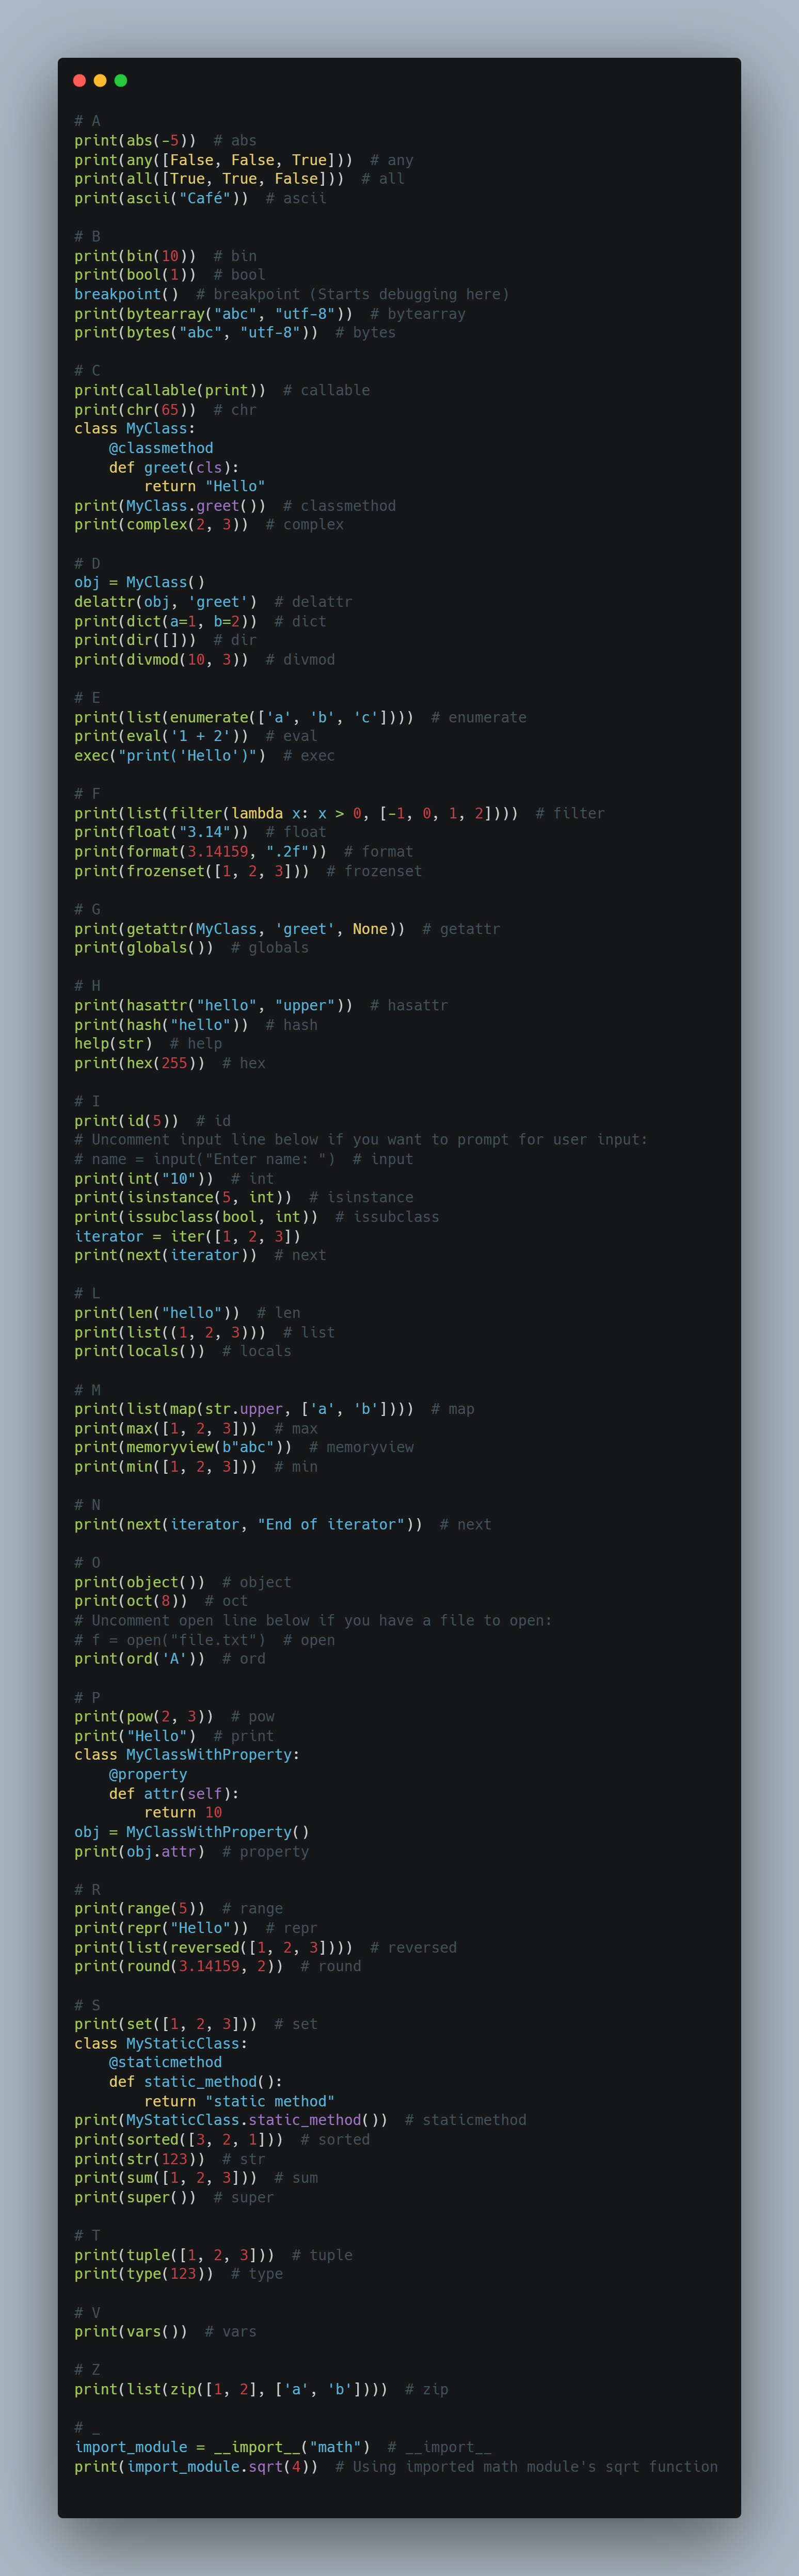 # A
print(abs(-5))  # abs
print(any([False, False, True]))  # any
print(all([True, True, False]))  # all
print(ascii("Café"))  # ascii

# B
print(bin(10))  # bin
print(bool(1))  # bool
breakpoint()  # breakpoint (Starts debugging here)
print(bytearray("abc", "utf-8"))  # bytearray
print(bytes("abc", "utf-8"))  # bytes

# C
print(callable(print))  # callable
print(chr(65))  # chr
class MyClass:
    @classmethod
    def greet(cls):
        return "Hello"
print(MyClass.greet())  # classmethod
print(complex(2, 3))  # complex

# D
obj = MyClass()
delattr(obj, 'greet')  # delattr
print(dict(a=1, b=2))  # dict
print(dir([]))  # dir
print(divmod(10, 3))  # divmod

# E
print(list(enumerate(['a', 'b', 'c'])))  # enumerate
print(eval('1 + 2'))  # eval
exec("print('Hello')")  # exec

# F
print(list(filter(lambda x: x > 0, [-1, 0, 1, 2])))  # filter
print(float("3.14"))  # float
print(format(3.14159, ".2f"))  # format
print(frozenset([1, 2, 3]))  # frozenset

# G
print(getattr(MyClass, 'greet', None))  # getattr
print(globals())  # globals

# H
print(hasattr("hello", "upper"))  # hasattr
print(hash("hello"))  # hash
help(str)  # help
print(hex(255))  # hex

# I
print(id(5))  # id
# Uncomment input line below if you want to prompt for user input:
# name = input("Enter name: ")  # input
print(int("10"))  # int
print(isinstance(5, int))  # isinstance
print(issubclass(bool, int))  # issubclass
iterator = iter([1, 2, 3])
print(next(iterator))  # next

# L
print(len("hello"))  # len
print(list((1, 2, 3)))  # list
print(locals())  # locals

# M
print(list(map(str.upper, ['a', 'b'])))  # map
print(max([1, 2, 3]))  # max
print(memoryview(b"abc"))  # memoryview
print(min([1, 2, 3]))  # min

# N
print(next(iterator, "End of iterator"))  # next

# O
print(object())  # object
print(oct(8))  # oct
# Uncomment open line below if you have a file to open:
# f = open("file.txt")  # open
print(ord('A'))  # ord

# P
print(pow(2, 3))  # pow
print("Hello")  # print
class MyClassWithProperty:
    @property
    def attr(self):
        return 10
obj = MyClassWithProperty()
print(obj.attr)  # property

# R
print(range(5))  # range
print(repr("Hello"))  # repr
print(list(reversed([1, 2, 3])))  # reversed
print(round(3.14159, 2))  # round

# S
print(set([1, 2, 3]))  # set
class MyStaticClass:
    @staticmethod
    def static_method():
        return "static method"
print(MyStaticClass.static_method())  # staticmethod
print(sorted([3, 2, 1]))  # sorted
print(str(123))  # str
print(sum([1, 2, 3]))  # sum
print(super())  # super

# T
print(tuple([1, 2, 3]))  # tuple
print(type(123))  # type

# V
print(vars())  # vars

# Z
print(list(zip([1, 2], ['a', 'b'])))  # zip

# _
import_module = __import__("math")  # __import__
print(import_module.sqrt(4))  # Using imported math module's sqrt function